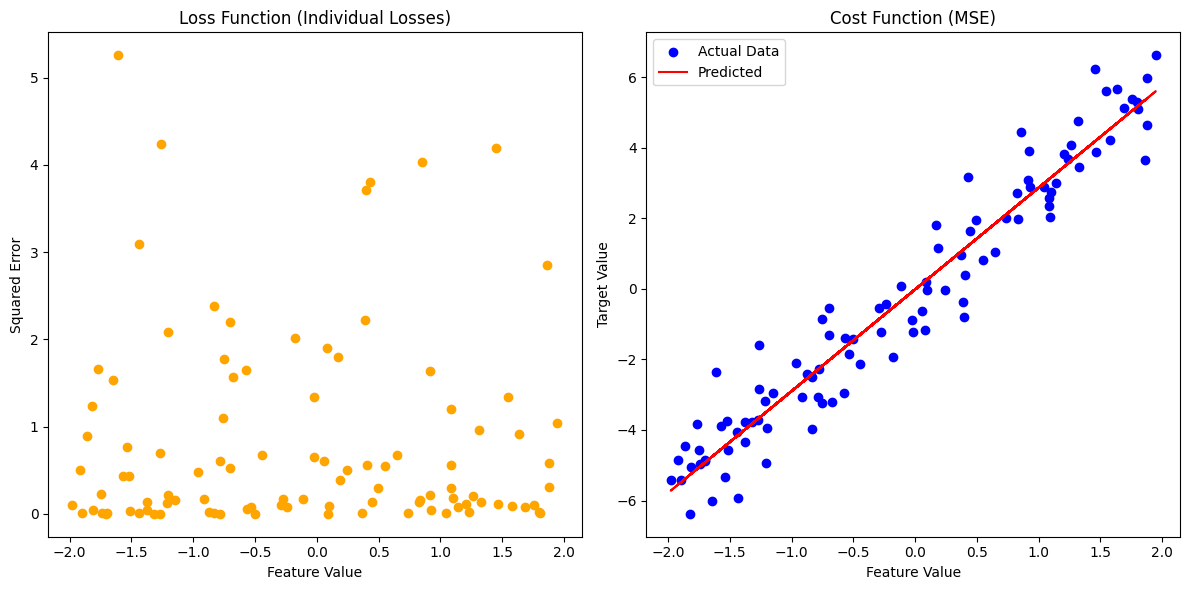 Loss Function (Individual Losses)
Squared Error
5
4
3
2
1
0
−2.0 −1.5 −1.0 −0.5 0.0 0.5 1.0 1.5 2.0
Feature Value
Cost Function (MSE)
Actual Data
Predicted
Target Value
6
4
2
0
−2
−4
−6
−2.0 −1.5 −1.0 −0.5 0.0 0.5 1.0 1.5 2.0
Feature Value